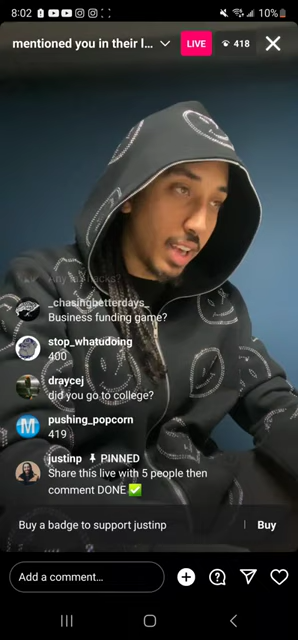 8:02
10%
mentioned you in their l...
LIVE
418
Any
_chasingbetterdays_
Business funding game?
stop_whatudoing
400
draycej
did you go to college?
pushing_popcorn
419
justinp PINNED
Share this live with 5 people then
comment DONE ✅
Buy a badge to support justinp
Buy
Add a comment...